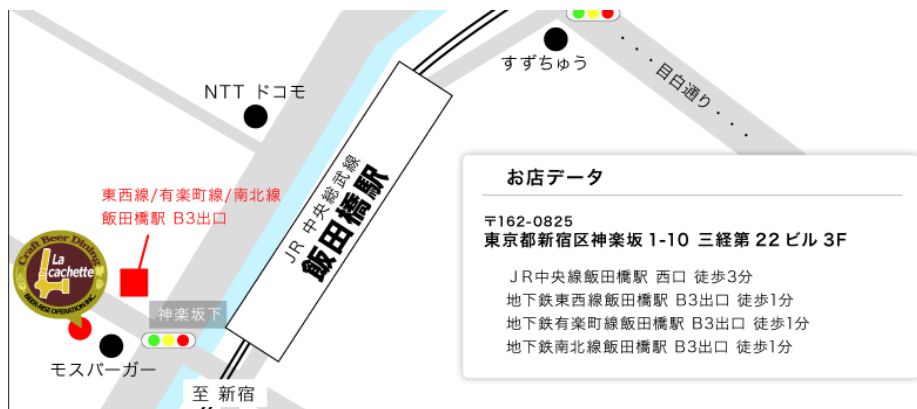 すずちゅう
・・・目白通り・・・
NTT ドコモ
JR 中央総武線
飯田橋駅
東西線/有楽町線/南北線
飯田橋駅 B3出口
Craft Beer Dining
La
cachette
BEER-RISE OPERATION INC.
神楽坂下
モスバーガー
至 新宿
お店データ
〒162-0825
東京都新宿区神楽坂1-10 三経第22ビル 3F
JR中央線飯田橋駅 西口 徒歩3分
地下鉄東西線飯田橋駅 B3出口 徒歩1分
地下鉄有楽町線飯田橋駅 B3出口 徒歩1分
地下鉄南北線飯田橋駅 B3出口 徒歩1分